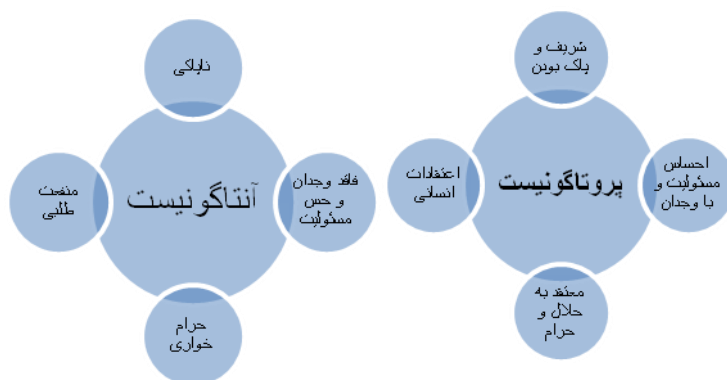 شریف و
پاک بودن
احساس
مسئولیت و
با وجدان
پروتاگونیست
اعتقادات
انسانی
معتقد به
حلال و
حرام
ناپاکی
فاقد وجدان
و حس
مسئولیت
آنتاگونیست
منفعت
طلبی
حرام
خواری